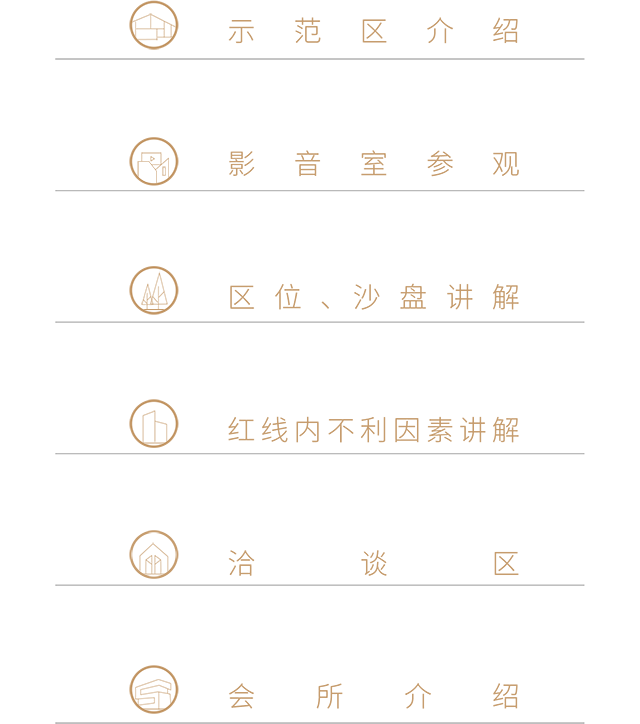 示范区介绍
影音室参观
区位、沙盘讲解
红线内不利因素讲解
洽谈区
会所介绍